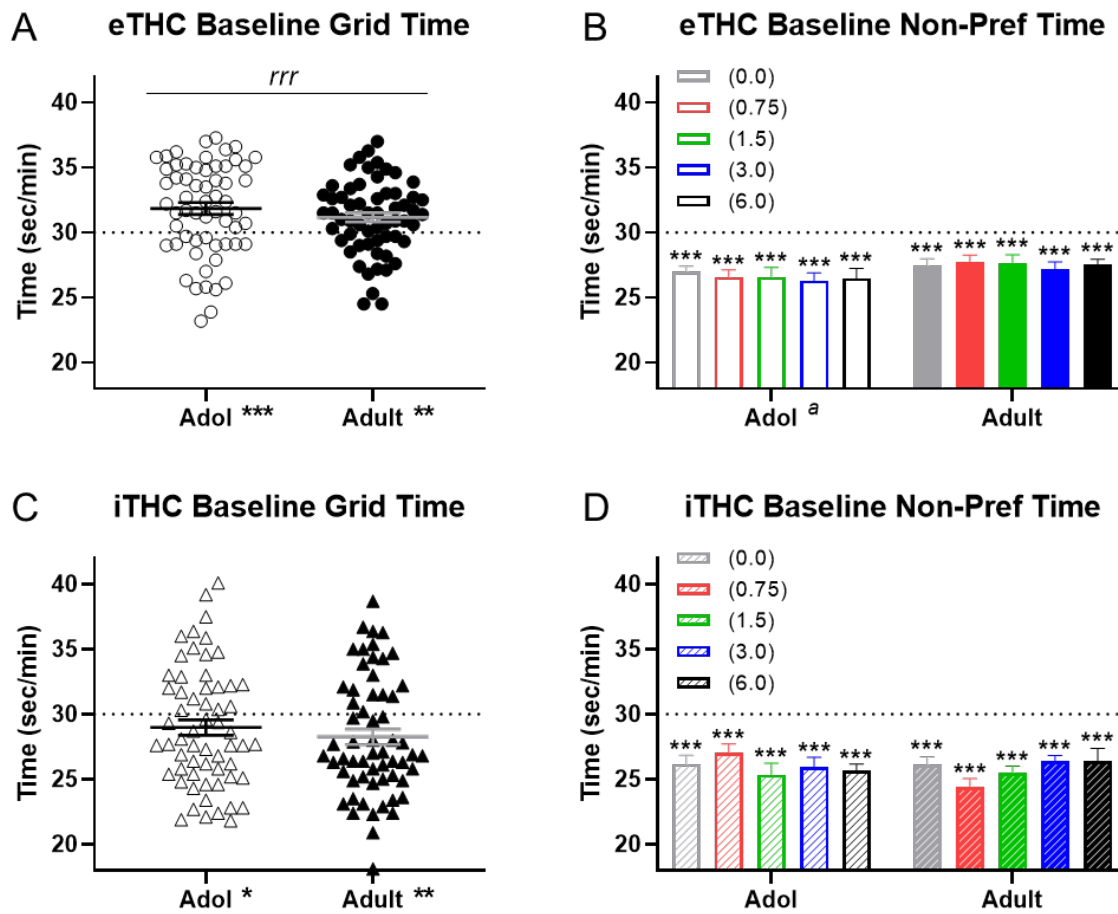 A eTHC Baseline Grid Time
rrr
Time (sec/min)
40
35
30
25
20
Adol *** Adult **
B eTHC Baseline Non-Pref Time
(0.0)
(0.75)
(1.5)
(3.0)
(6.0)
Time (sec/min)
40
35
30
25
20
*** *** *** *** *** *** *** *** *** ***
Adol a Adult
C iTHC Baseline Grid Time
Time (sec/min)
40
35
30
25
20
Adol * Adult **
D iTHC Baseline Non-Pref Time
(0.0)
(0.75)
(1.5)
(3.0)
(6.0)
Time (sec/min)
40
35
30
25
20
*** *** *** *** *** *** *** *** *** ***
Adol Adult